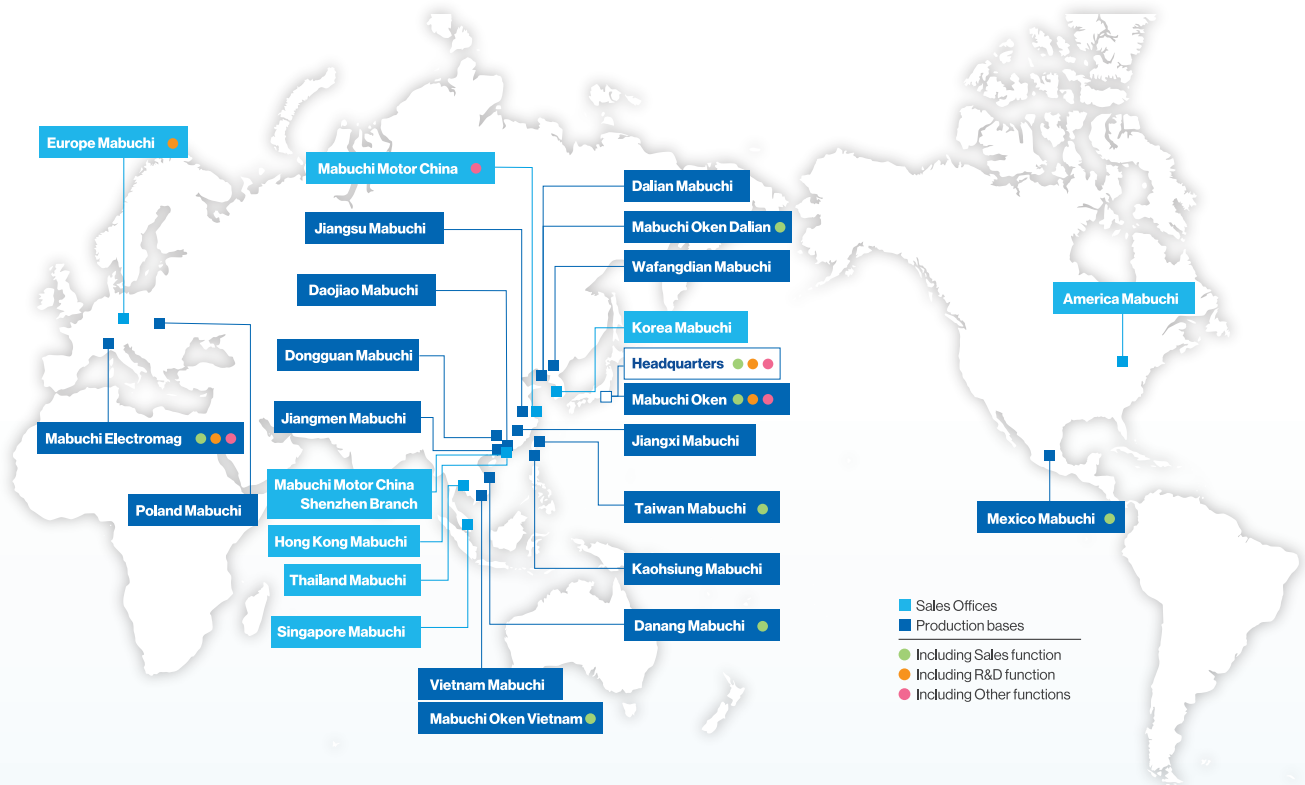 Europe Mabuchi
Mabuchi Motor China
Dalian Mabuchi
Jiangsu Mabuchi
Mabuchi Oken Dalian
Wafangdian Mabuchi
Daojiao Mabuchi
America Mabuchi
Korea Mabuchi
Dongguan Mabuchi
Headquarters
Mabuchi Oken
Jiangmen Mabuchi
Mabuchi Electromag
Jiangxi Mabuchi
Mabuchi Motor China
Shenzhen Branch
Poland Mabuchi
Taiwan Mabuchi
Mexico Mabuchi
Hong Kong Mabuchi
Kaohsiung Mabuchi
Thailand Mabuchi
Singapore Mabuchi
Danang Mabuchi
Vietnam Mabuchi
Mabuchi Oken Vietnam
Sales Offices
Production bases
Including Sales function
Including R&D function
Including Other functions